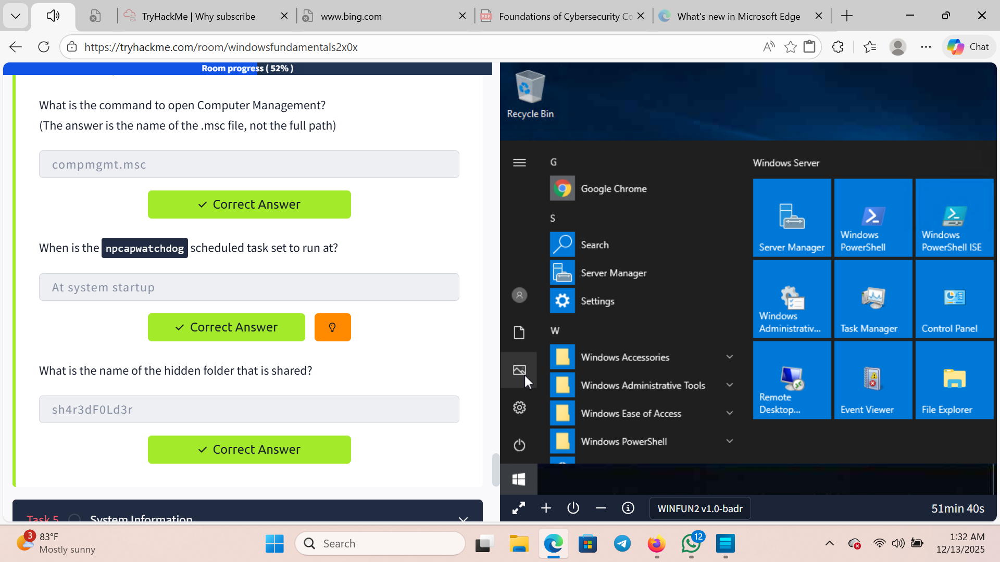 TryHackMe | Why subscribe
www.bing.com
Foundations of Cybersecurity Co
What's new in Microsoft Edge
https://tryhackme.com/room/windowsfundamentals2x0x
Chat
Room progress ( 52% )
What is the command to open Computer Management?
(The answer is the name of the .msc file, not the full path)
compmgmt.msc
✓ Correct Answer
When is the npcapwatchdog scheduled task set to run at?
At system startup
✓ Correct Answer
What is the name of the hidden folder that is shared?
sh4r3dF0Ld3r
✓ Correct Answer
Task 5 System Information
Recycle Bin
G
Google Chrome
S
Search
Server Manager
Settings
W
Windows Accessories
Windows Administrative Tools
Windows Ease of Access
Windows PowerShell
Windows Server
Server Manager
Windows PowerShell
Windows PowerShell ISE
Windows Administrativ...
Task Manager
Control Panel
Remote Desktop...
Event Viewer
File Explorer
WINFUN2 v1.0-badr
51min 40s
3
83°F
Mostly sunny
Search
12
1:32 AM
12/13/2025